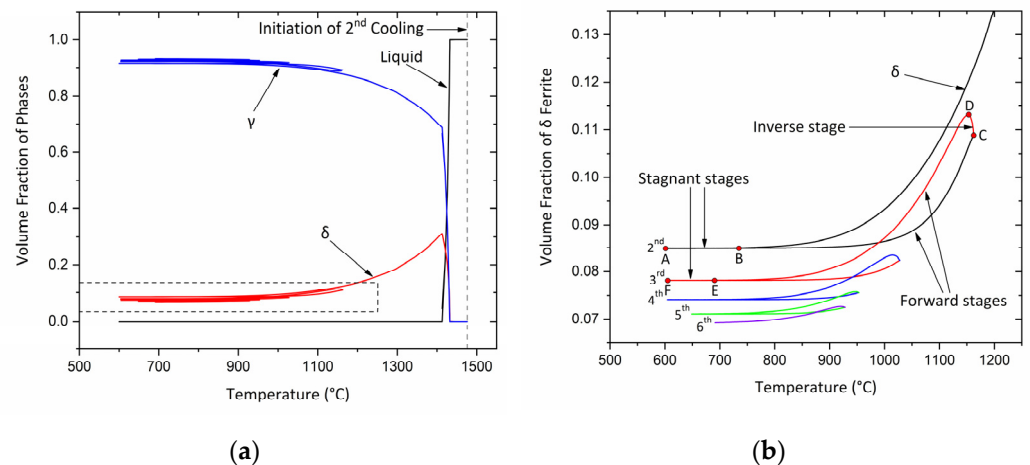 Initiation of 2nd Cooling
Liquid
γ
δ
1.0
0.8
0.6
0.4
0.2
0.0
Volume Fraction of Phases
500
700
900
1100
1300
1500
Temperature (°C)
(a)
δ
D
Inverse stage
C
Stagnant stages
2nd
A
B
3rd
F
E
4th
5th
6th
Forward stages
0.13
0.12
0.11
0.10
0.09
0.08
0.07
Volume Fraction of δ Ferrite
500
600
700
800
900
1000
1100
1200
Temperature (°C)
(b)